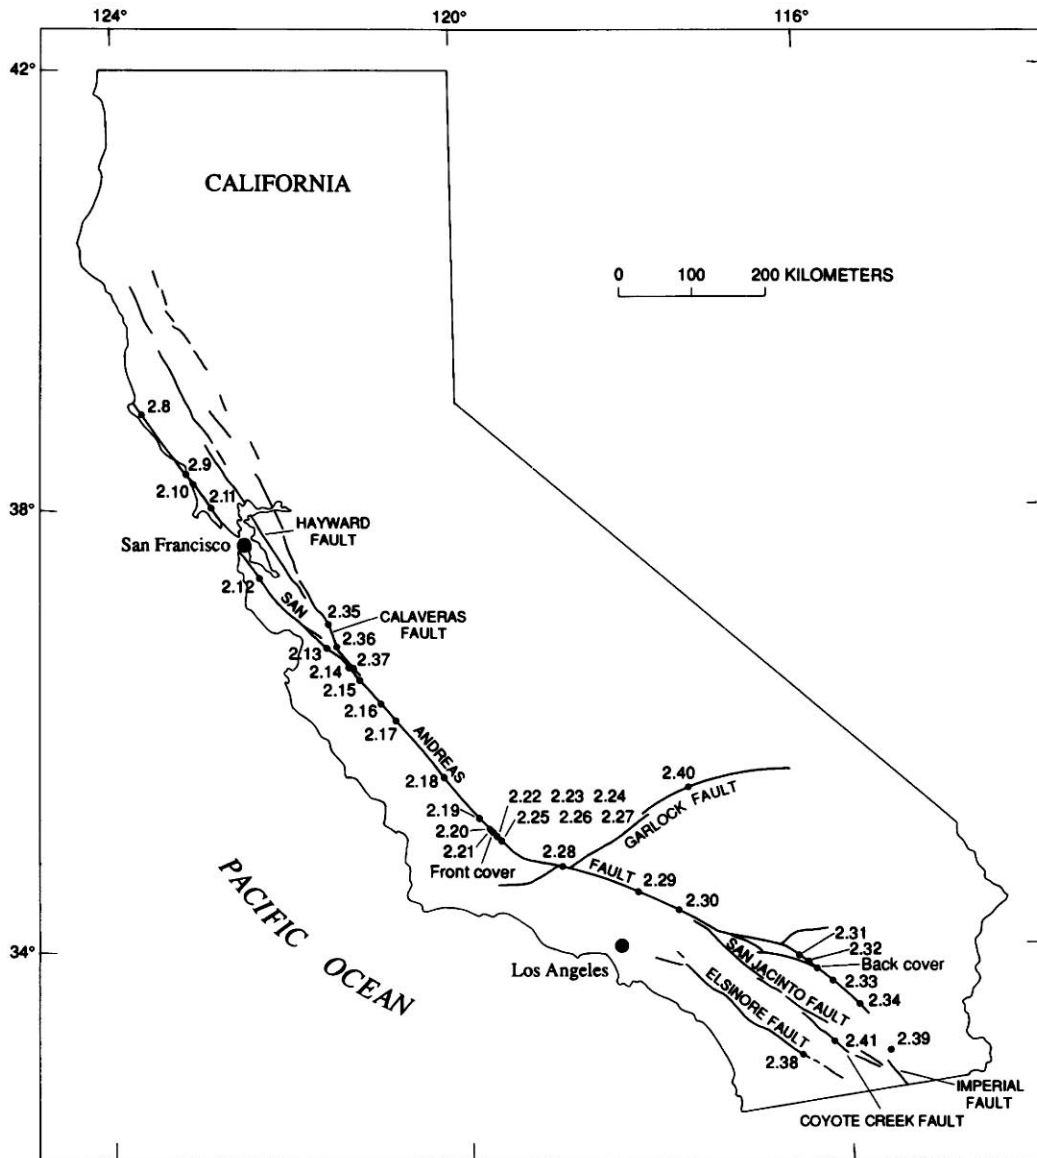 124° 120° 116°
42°
CALIFORNIA
0 100 200 KILOMETERS
2.8
2.9
2.10
2.11
38°
HAYWARD
FAULT
San Francisco
2.12
SAN
2.35
CALAVERAS
FAULT
2.36
2.13
2.37
2.14
2.15
2.16
2.17
ANDREAS
2.18
2.40
2.19
2.22 2.23 2.24
2.20
2.25 2.26 2.27
GARLOCK FAULT
2.21
Front cover
2.28
FAULT
2.29
2.30
PACIFIC OCEAN
34°
2.31
2.32
Back cover
Los Angeles
SAN JACINTO FAULT
2.33
2.34
ELSINORE FAULT
2.41
2.39
2.38
IMPERIAL
FAULT
COYOTE CREEK FAULT